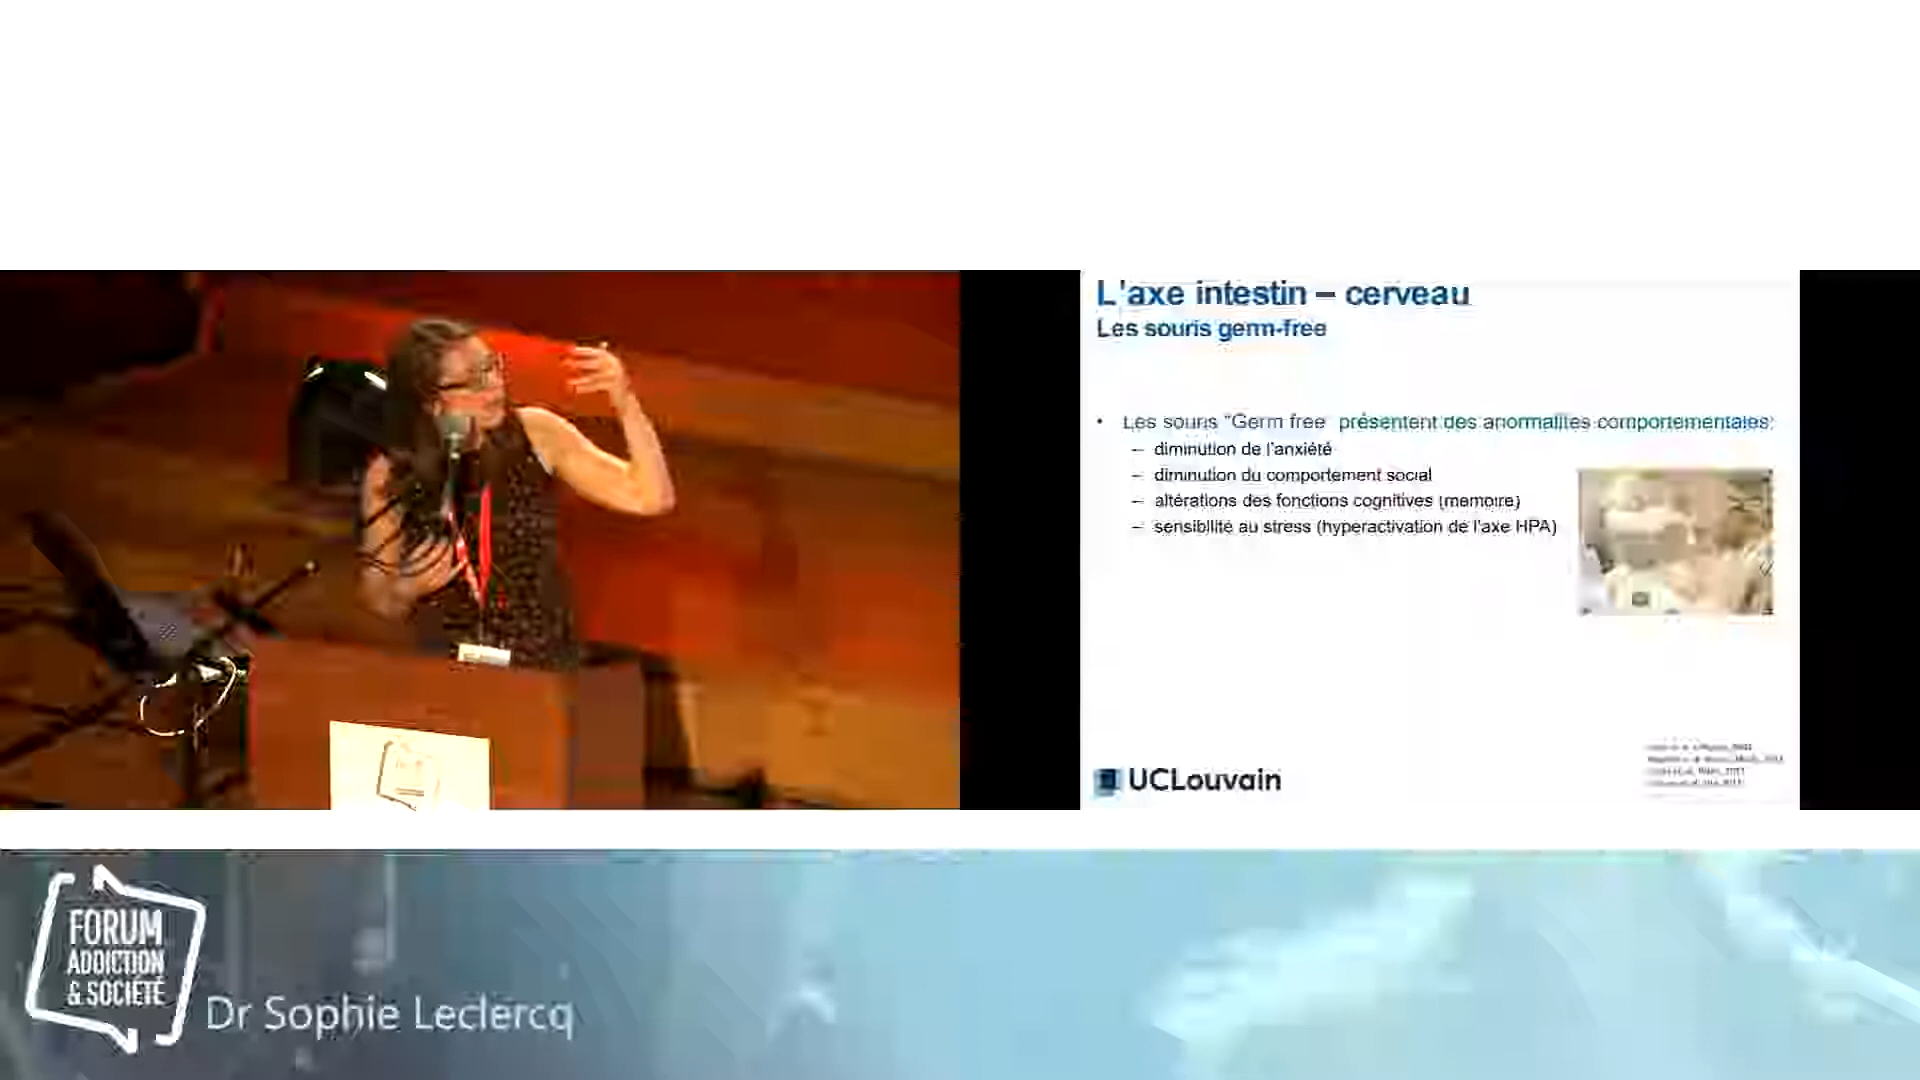 L'axe intestin – cerveau
Les souris germ-free
• Les souris "Germ free" présentent des anormalités comportementales:
– diminution de l'anxiété
– diminution du comportement social
– altérations des fonctions cognitives (mémoire)
– sensibilité au stress (hyperactivation de l'axe HPA)
UCLouvain
FORUM
ADDICTION
& SOCIÉTÉ
Dr Sophie Leclercq